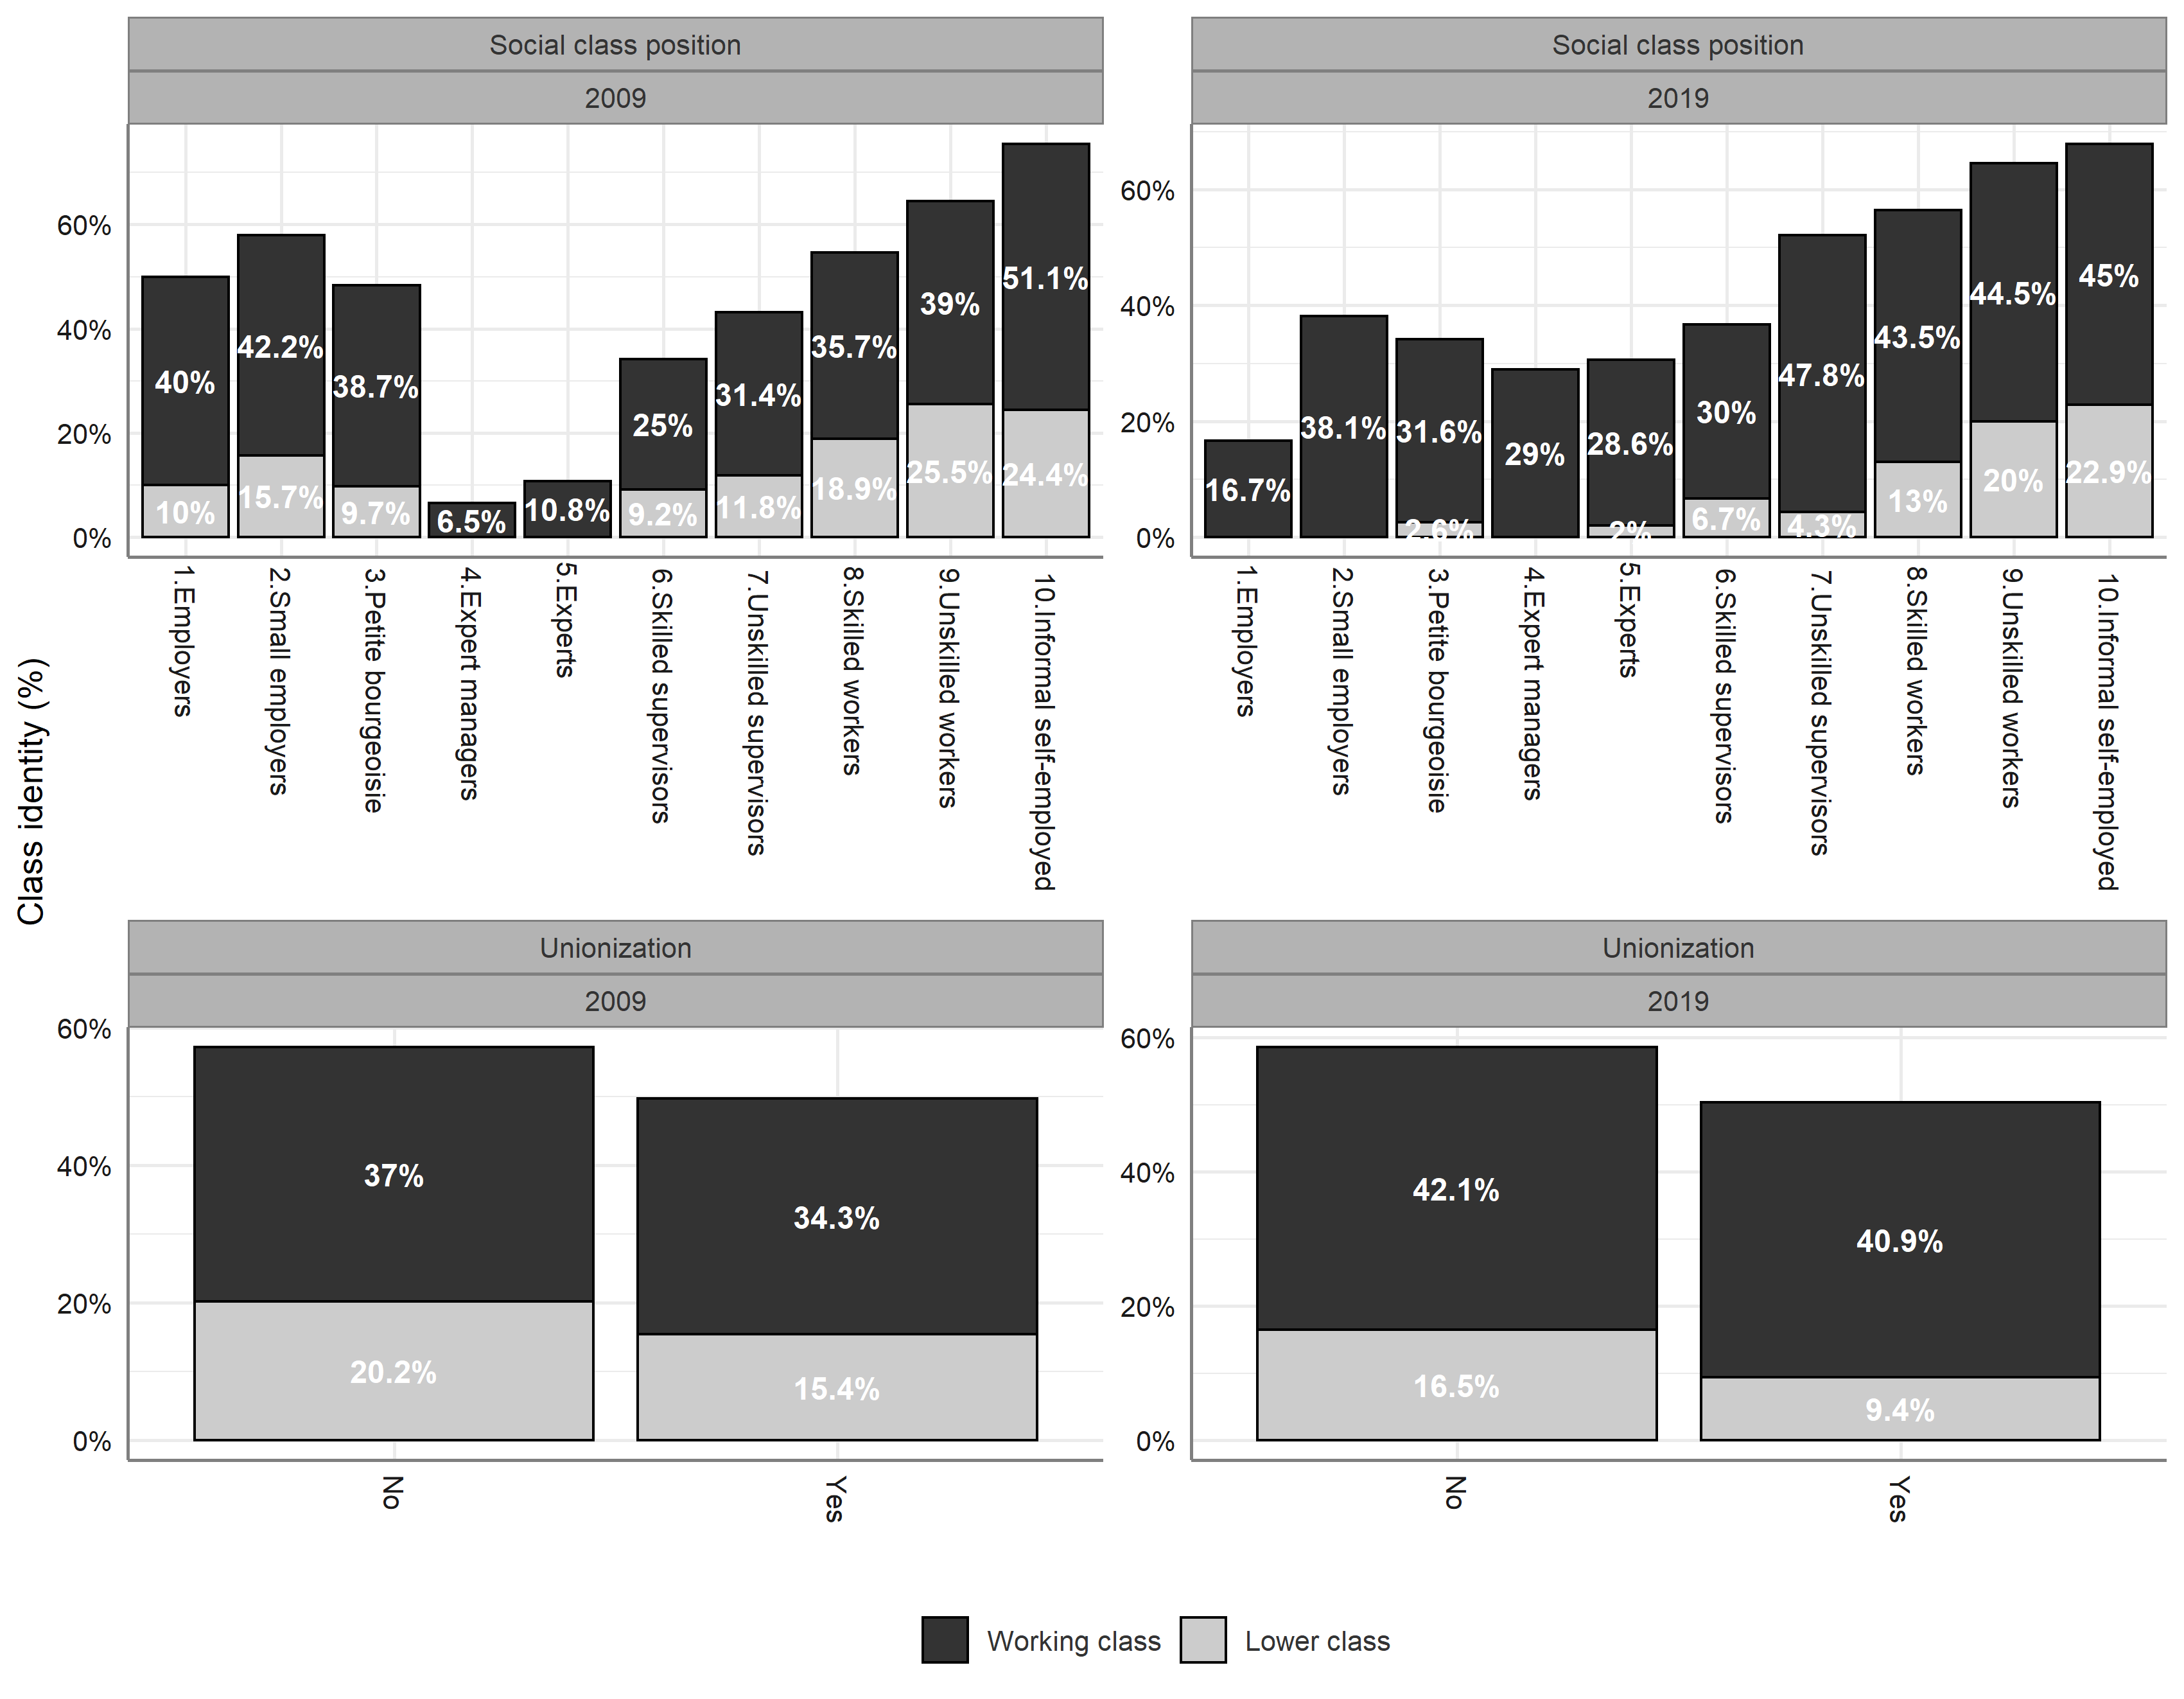 Social class position
2009
60%
40%
20%
0%
40%
10%
42.2%
15.7%
38.7%
9.7%
6.5%
10.8%
25%
9.2%
31.4%
11.8%
35.7%
18.9%
39%
25.5%
51.1%
24.4%
1.Employers
2.Small employers
3.Petite bourgeoisie
4.Expert managers
5.Experts
6.Skilled supervisors
7.Unskilled supervisors
8.Skilled workers
9.Unskilled workers
10.Informal self-employed
Social class position
2019
60%
40%
20%
0%
16.7%
38.1%
31.6%
2.6%
29%
28.6%
2%
30%
6.7%
47.8%
4.3%
43.5%
13%
44.5%
20%
45%
22.9%
1.Employers
2.Small employers
3.Petite bourgeoisie
4.Expert managers
5.Experts
6.Skilled supervisors
7.Unskilled supervisors
8.Skilled workers
9.Unskilled workers
10.Informal self-employed
Class identity (%)
Unionization
2009
60%
40%
20%
0%
37%
20.2%
34.3%
15.4%
No
Yes
Unionization
2019
60%
40%
20%
0%
42.1%
16.5%
40.9%
9.4%
No
Yes
Working class
Lower class